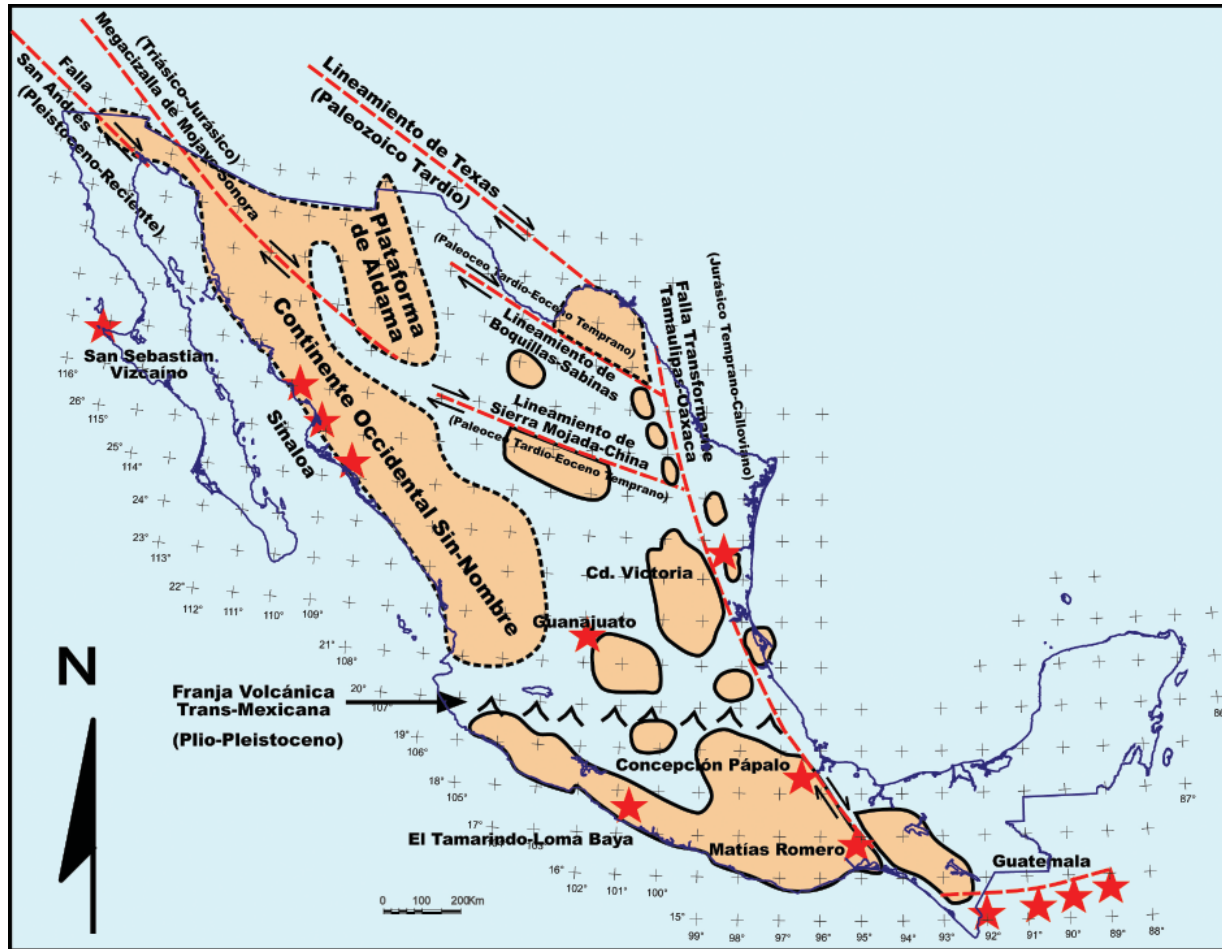 Falla
San Andres
(Pleistoceno-Reciente)
(Triásico-Jurásico)
Megacizalla de Mojave-Sonora
Lineamiento de Texas
(Paleozoico Tardío)
Plataforma
de Aldama
(Paleoceo Tardío-Eoceno Temprano)
Lineamiento de
Boquillas-Sabinas
(Jurásico Temprano-Calloviano)
Falla Transformante
Tamaulipas-Oaxaca
San Sebastian.
Vizcaíno
Continente Occidental Sin-Nombre
Sinaloa
Lineamiento de
Sierra Mojada-China
(Paleoceo Tardío-Eoceno Temprano)
116°
26°
115°
25°
114°
24°
23°
113°
22°
112°
111°
110°
109°
Cd. Victoria
Guanajuato
21°
108°
N
Franja Volcánica
Trans-Mexicana
(Plio-Pleistoceno)
20°
107°
19°
106°
18°
105°
17°
16°
102°
101°
100°
15°
99°
98°
97°
96°
95°
94°
93°
92°
91°
90°
89°
88°
87°
86
Concepción Pápalo
El Tamarindo-Loma Baya
Matías Romero
Guatemala
0 100 200Km